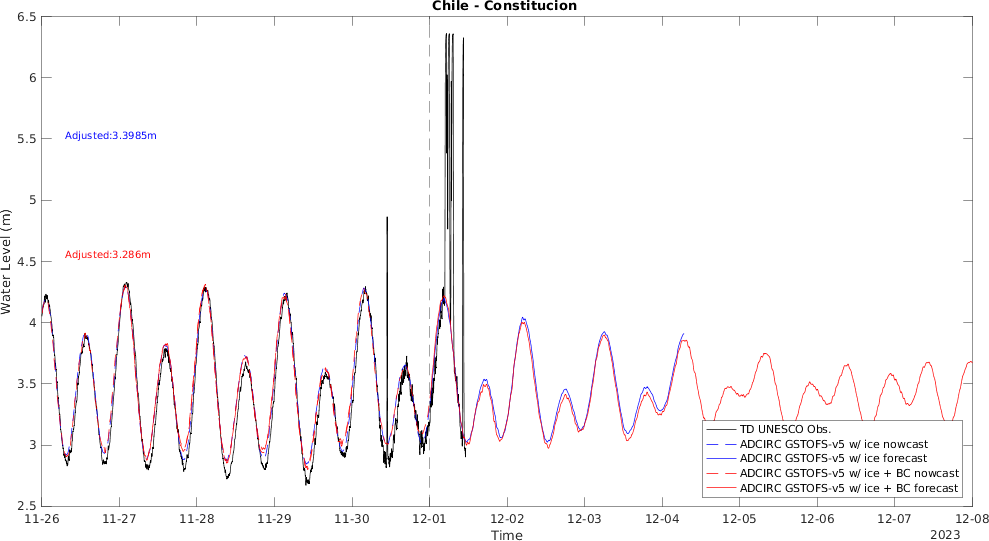 Chile - Constitucion
6.5
6
5.5
5
4.5
4
3.5
3
2.5
Water Level (m)
Adjusted:3.3985m
Adjusted:3.286m
TD UNESCO Obs.
ADCIRC GSTOFS-v5 w/ ice nowcast
ADCIRC GSTOFS-v5 w/ ice forecast
ADCIRC GSTOFS-v5 w/ ice + BC nowcast
ADCIRC GSTOFS-v5 w/ ice + BC forecast
11-26 11-27 11-28 11-29 11-30 12-01 12-02 12-03 12-04 12-05 12-06 12-07 12-08
Time
2023